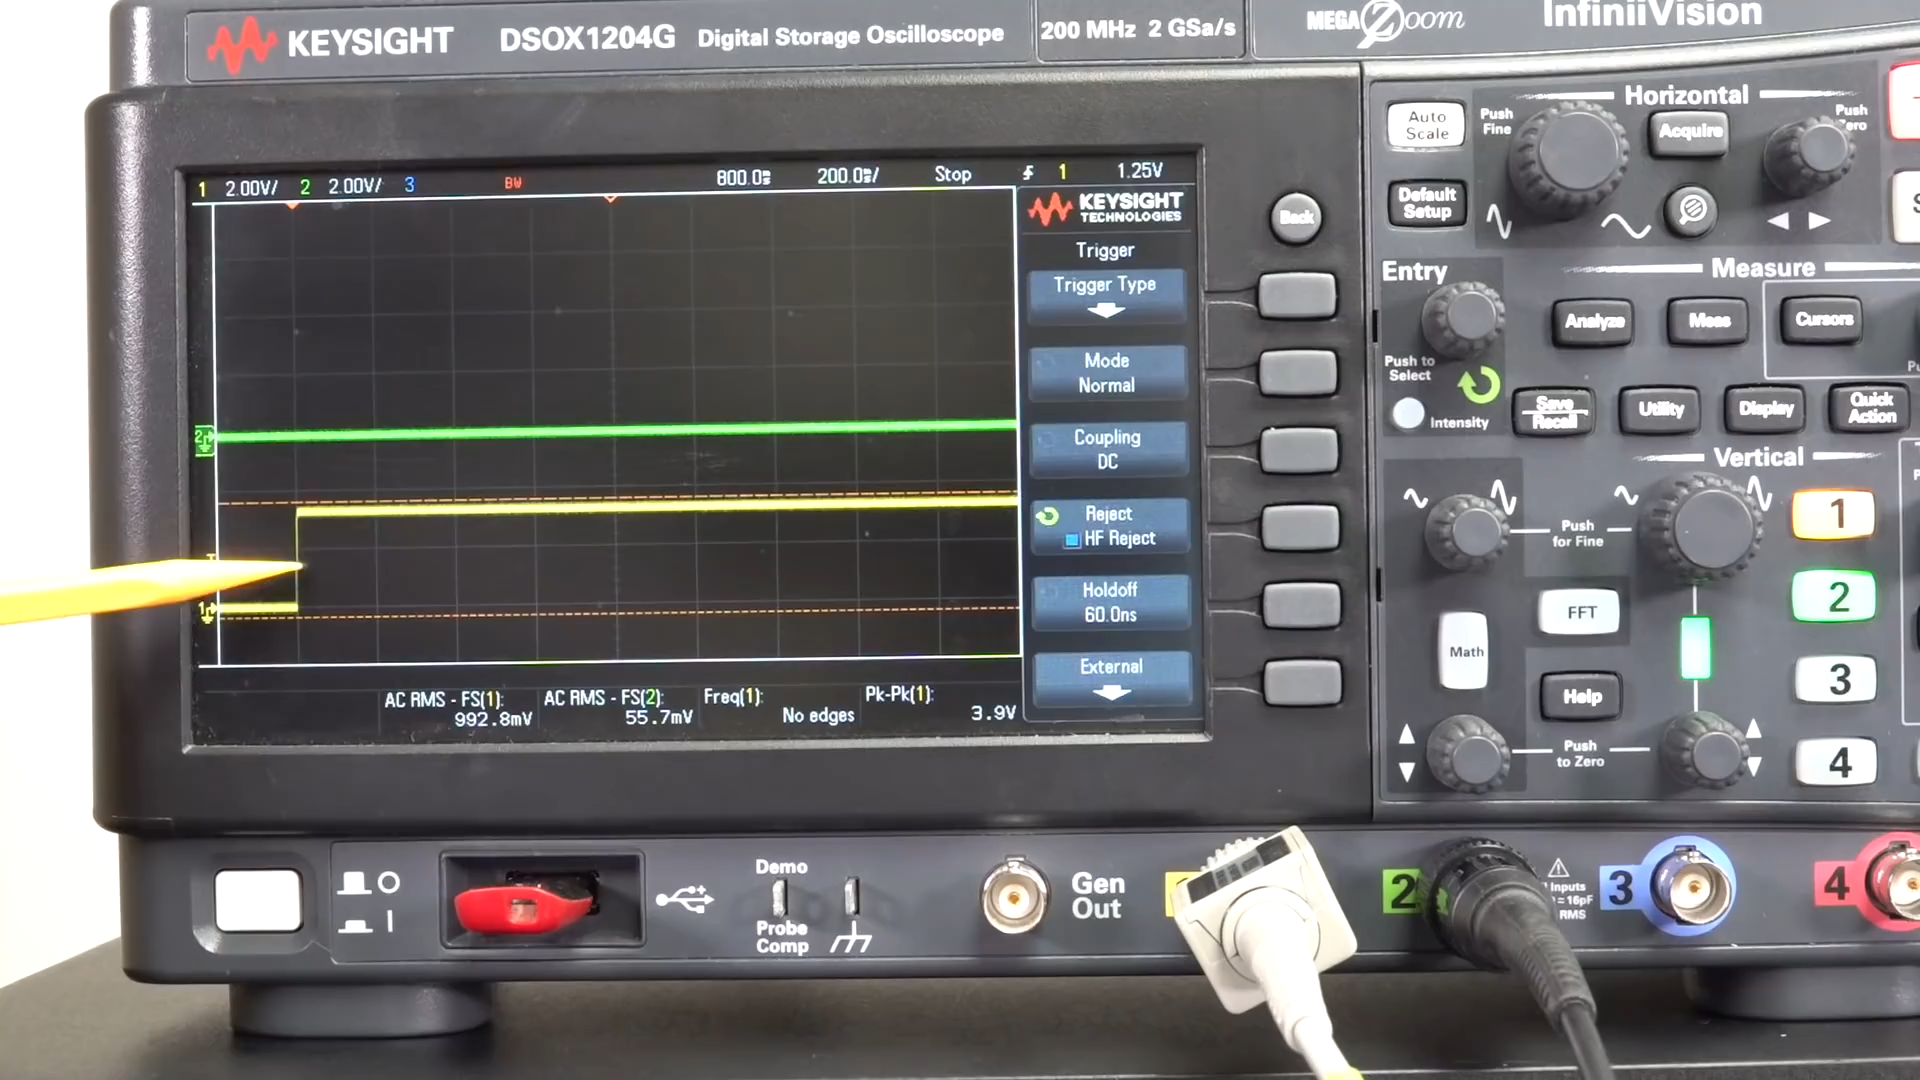 KEYSIGHT DSOX1204G Digital Storage Oscilloscope 200 MHz 2 GSa/s MEGA Zoom InfiniiVision
1 2.00V/ 2 2.00V/ 3 BW 800.0ms 200.0ms/ Stop 1 1.25V
KEYSIGHT
TECHNOLOGIES
Trigger
Trigger Type
Mode
Normal
Coupling
DC
Reject
HF Reject
Holdoff
60.0ns
External
2
T
1
AC RMS - FS(1):
992.8mV
AC RMS - FS(2):
55.7mV
Freq(1):
No edges
Pk-Pk(1):
3.9V
Back
Auto
Scale
Default
Setup
Horizontal
Push
Fine
Acquire
Push
Zero
Entry
Push to
Select
Intensity
Measure
Analyze
Meas
Cursors
Save
Recall
Utility
Display
Quick
Action
Vertical
Push
for Fine
1
2
3
4
Math
FFT
Help
Push
to Zero
Demo
Probe
Comp
Gen
Out
2
Inputs
= 16pF
RMS
3
4